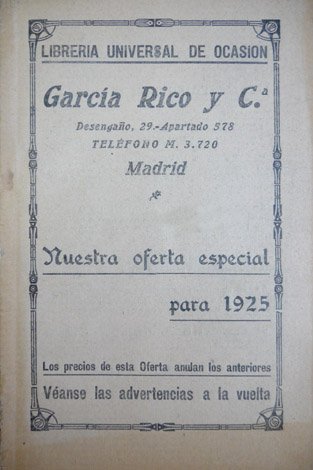 LIBRERIA UNIVERSAL DE OCASION
García Rico y C.ª
Desengaño, 29.-Apartado 578
TELÉFONO M. 3.720
Madrid
Nuestra oferta especial
para 1925
Los precios de esta Oferta anulan los anteriores
Véanse las advertencias a la vuelta